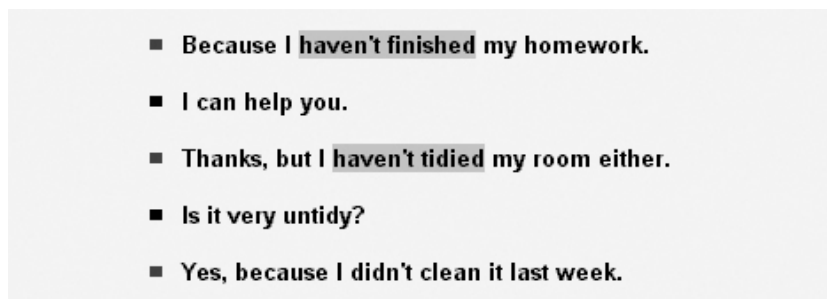 Because I haven't finished my homework.
I can help you.
Thanks, but I haven't tidied my room either.
Is it very untidy?
Yes, because I didn't clean it last week.